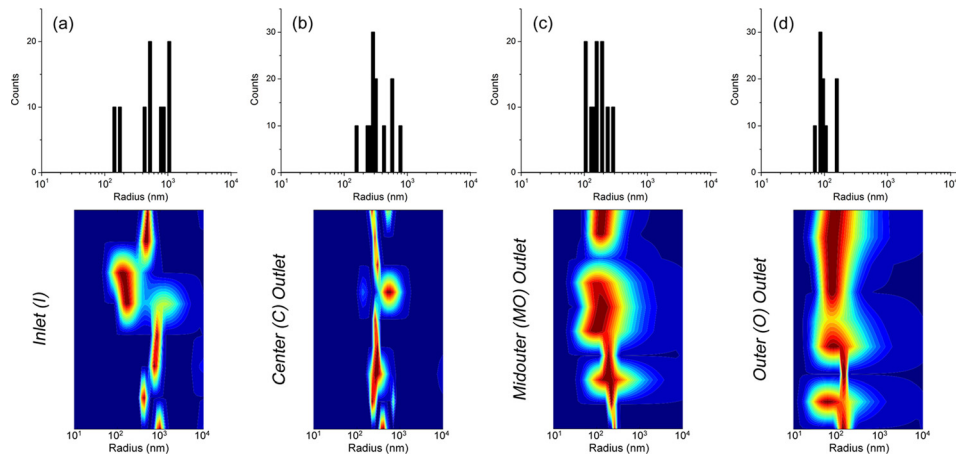 (a)
(b)
(c)
(d)
Counts
20
10
0
10¹ 10² 10³ 10⁴
Radius (nm)
Counts
30
20
10
0
10¹ 10² 10³ 10⁴
Radius (nm)
Counts
20
10
0
10¹ 10² 10³ 10⁴
Radius (nm)
Counts
30
20
10
0
10¹ 10² 10³ 10⁴
Radius (nm)
Inlet (I)
10¹ 10² 10³ 10⁴
Radius (nm)
Center (C) Outlet
10¹ 10² 10³ 10⁴
Radius (nm)
Midouter (MO) Outlet
10¹ 10² 10³ 10⁴
Radius (nm)
Outer (O) Outlet
10¹ 10² 10³ 10⁴
Radius (nm)